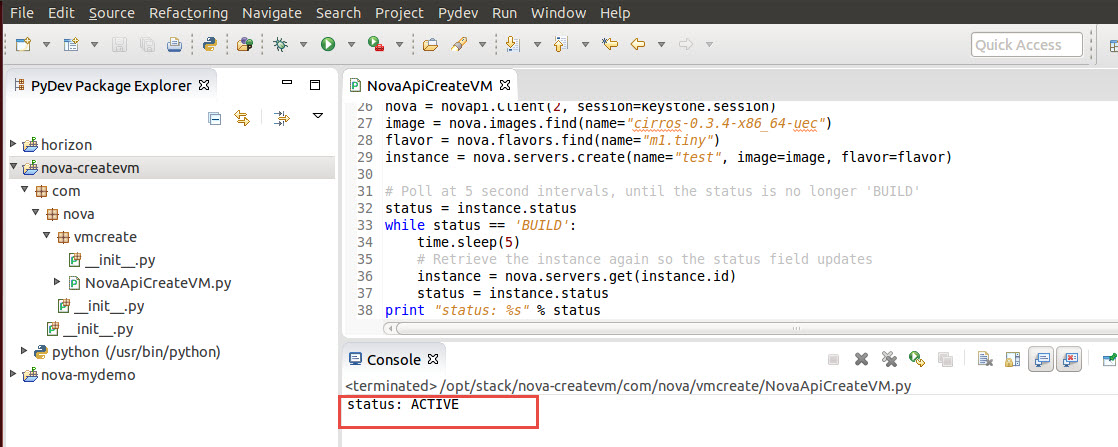 File Edit Source Refactoring Navigate Search Project Pydev Run Window Help
Quick Access
PyDev Package Explorer
horizon
nova-createvm
com
nova
vmcreate
__init__.py
NovaApiCreateVM.py
__init__.py
__init__.py
python (/usr/bin/python)
nova-mydemo
NovaApiCreateVM
26 nova = novapi.Client(2, session=keystone.session)
27 image = nova.images.find(name="cirros-0.3.4-x86_64-uec")
28 flavor = nova.flavors.find(name="m1.tiny")
29 instance = nova.servers.create(name="test", image=image, flavor=flavor)
30
31 # Poll at 5 second intervals, until the status is no longer 'BUILD'
32 status = instance.status
33 while status == 'BUILD':
34     time.sleep(5)
35     # Retrieve the instance again so the status field updates
36     instance = nova.servers.get(instance.id)
37     status = instance.status
38 print "status: %s" % status
Console
<terminated> /opt/stack/nova-createvm/com/nova/vmcreate/NovaApiCreateVM.py
status: ACTIVE